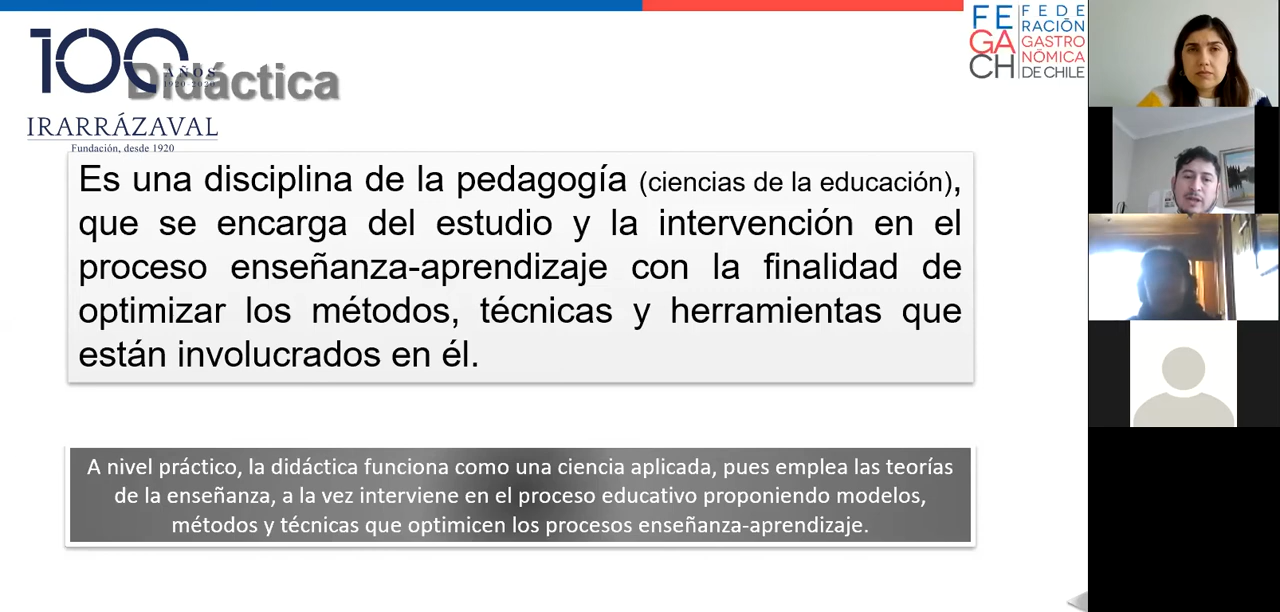 100
AÑOS
1920-2020
IRARRÁZAVAL
Fundación, desde 1920
Didáctica
FE
GA
CH
FEDE
RACIÓN
GASTRO
NÓMICA
DE CHILE
Es una disciplina de la pedagogía (ciencias de la educación),
que se encarga del estudio y la intervención en el
proceso enseñanza-aprendizaje con la finalidad de
optimizar los métodos, técnicas y herramientas que
están involucrados en él.
A nivel práctico, la didáctica funciona como una ciencia aplicada, pues emplea las teorías
de la enseñanza, a la vez interviene en el proceso educativo proponiendo modelos,
métodos y técnicas que optimicen los procesos enseñanza-aprendizaje.